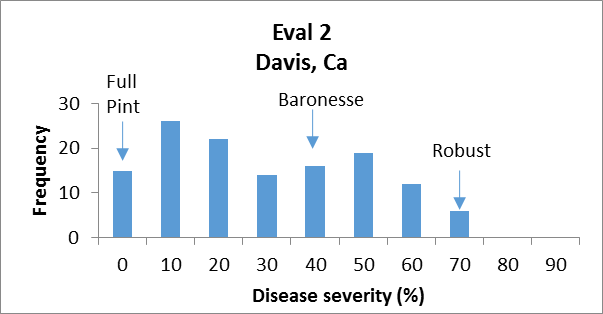 Eval 2
Davis, Ca
Full
Pint
Baronesse
Robust
Frequency
30
20
10
0
0 10 20 30 40 50 60 70 80 90
Disease severity (%)